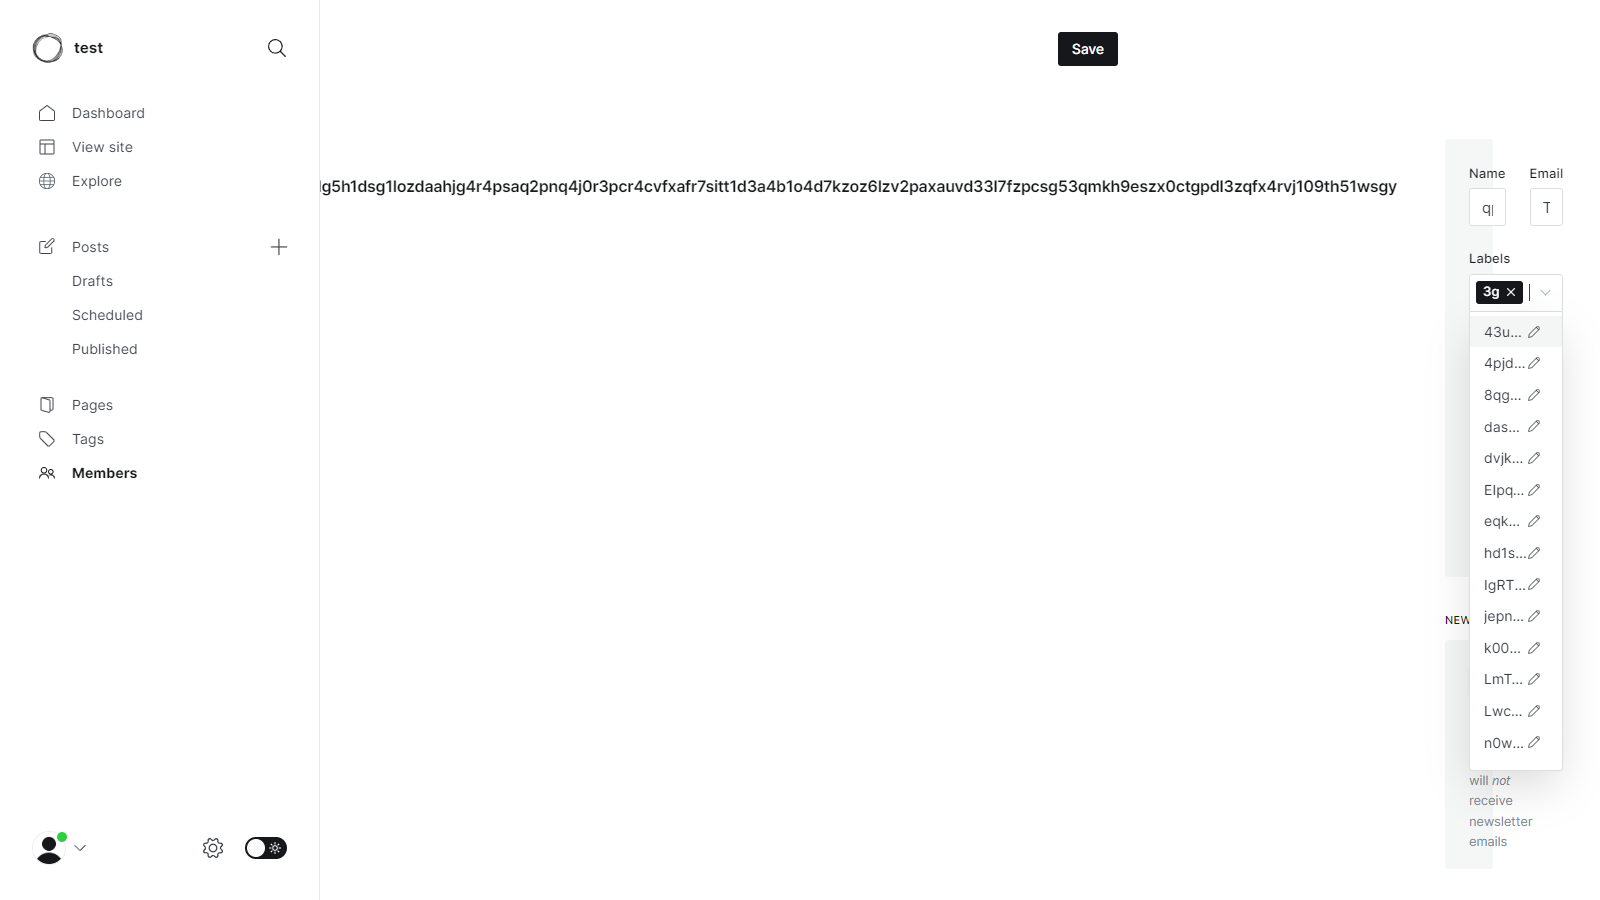 test
Dashboard
View site
Explore
Posts
Drafts
Scheduled
Published
Pages
Tags
Members
Save
lg5h1dsg1lozdaahjg4r4psaq2pnq4j0r3pcr4cvfxafr7sitt1d3a4b1o4d7kzoz6lzv2paxauvd33l7fzpcsg53qmkh9eszx0ctgpdl3zqfx4rvj109th51wsgy
Name Email
q T
Labels
3g
43u...
4pjd...
8qg...
das...
dvjk...
Elpq...
eqk...
hd1s...
IgRT...
jepn...
k00...
LmT...
Lwc...
n0w...
NEW
will not
receive
newsletter
emails